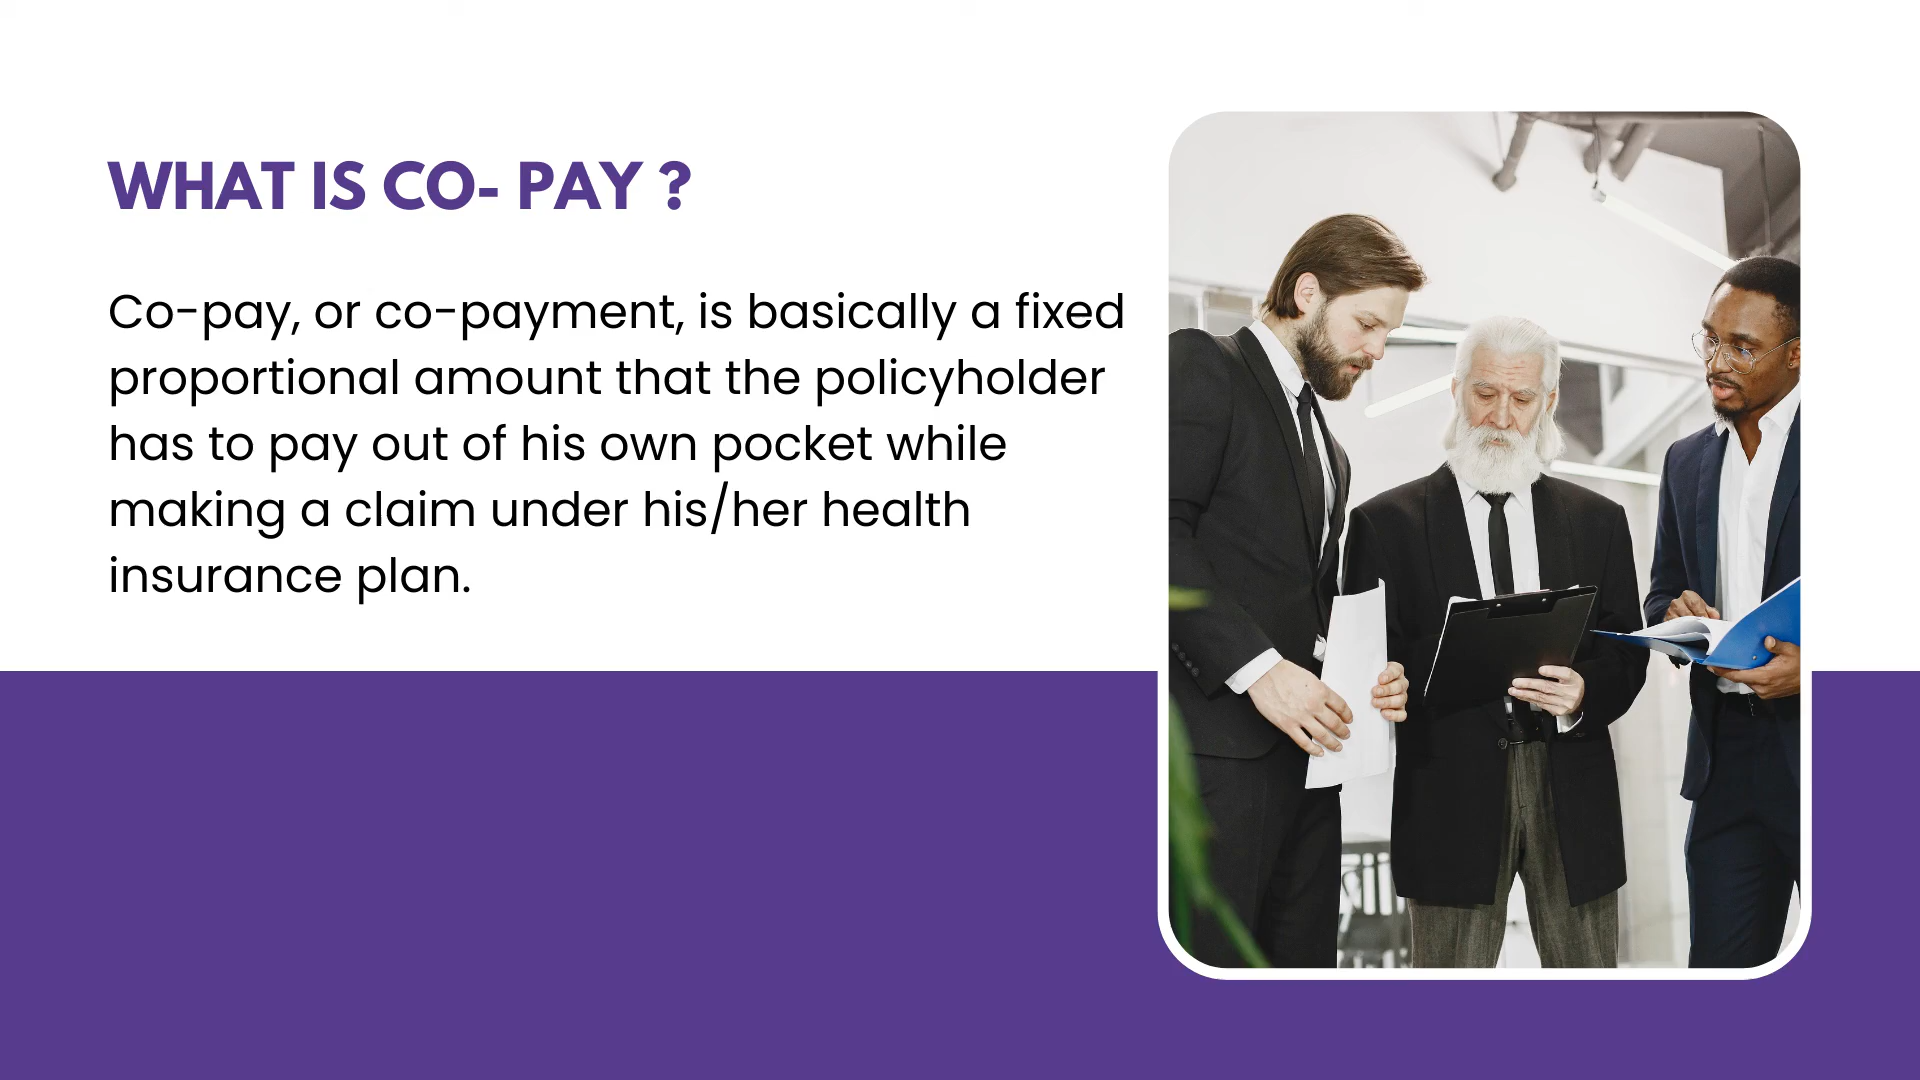 WHAT IS CO- PAY ?
Co-pay, or co-payment, is basically a fixed
proportional amount that the policyholder
has to pay out of his own pocket while
making a claim under his/her health
insurance plan.